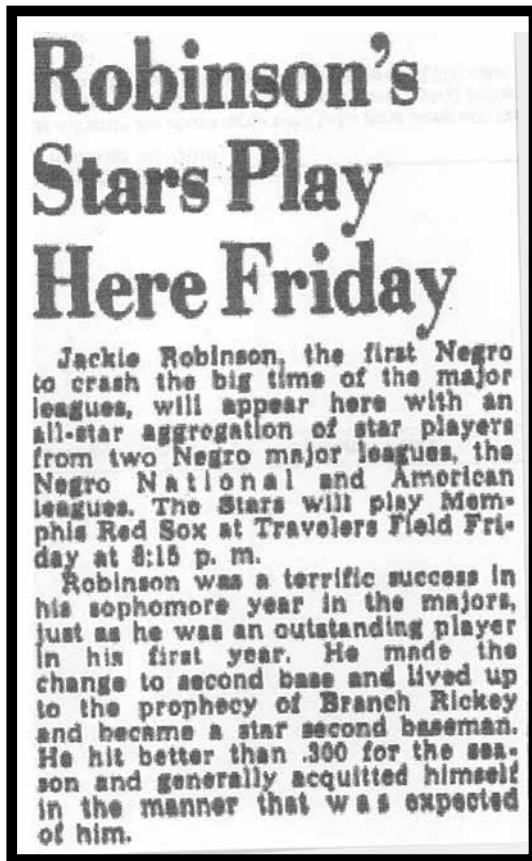 Robinson's
Stars Play
Here Friday
Jackie Robinson, the first Negro
to crash the big time of the major
leagues, will appear here with an
all-star aggregation of star players
from two Negro major leagues, the
Negro National and American
leagues. The Stars will play Mem-
phis Red Sox at Travelers Field Fri-
day at 8:15 p. m.
Robinson was a terrific success in
his sophomore year in the majors,
just as he was an outstanding player
in his first year. He made the
change to second base and lived up
to the prophecy of Branch Rickey
and became a star second baseman.
He hit better than .300 for the sea-
son and generally acquitted himself
in the manner that was expected
of him.